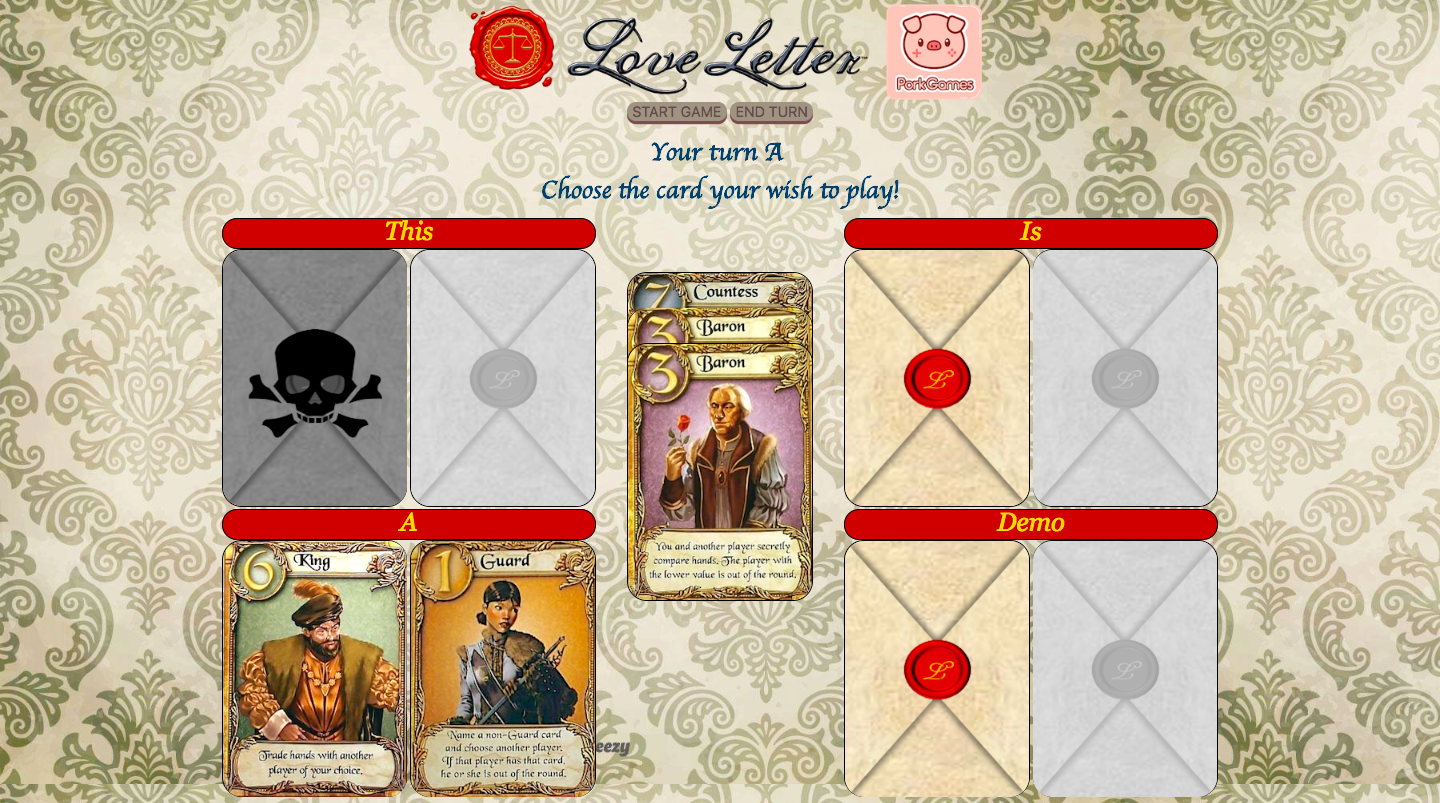 Love Letter
PorkGames
START GAME END TURN
Your turn A
Choose the card your wish to play!
This
Is
7 Countess
3 Baron
3 Baron
You and another player secretly
compare hands. The player with
the lower value is out of the round.
A
Demo
6 King
Trade hands with another
player of your choice.
1 Guard
Name a non-Guard card
and choose another player.
If that player has that card,
he or she is out of the round.
eezy
L
L
L
L
L